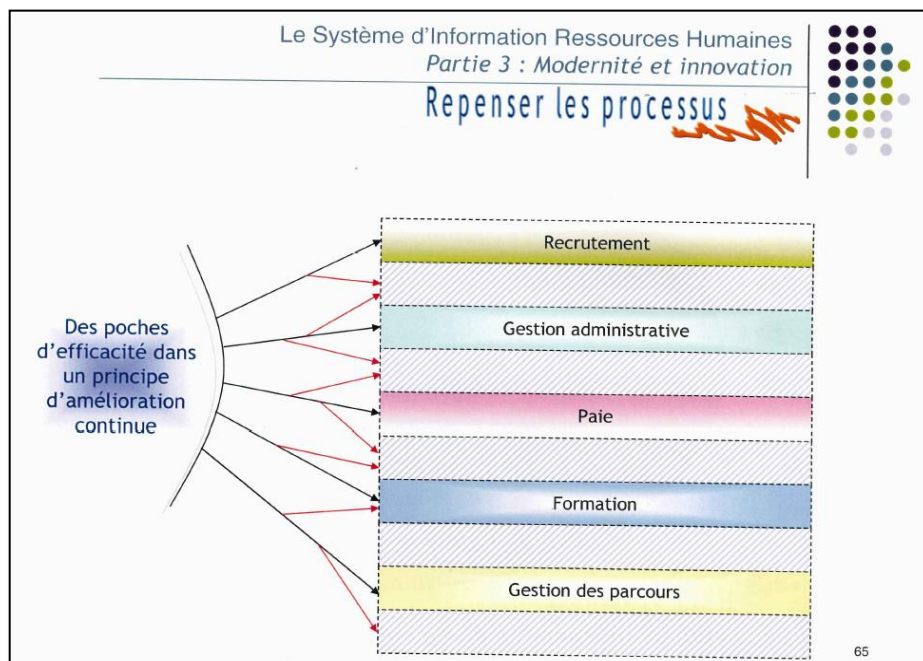 Le Système d'Information Ressources Humaines
Partie 3 : Modernité et innovation
Repenser les processus
Recrutement
Gestion administrative
Paie
Formation
Gestion des parcours
Des poches
d'efficacité dans
un principe
d'amélioration
continue
65